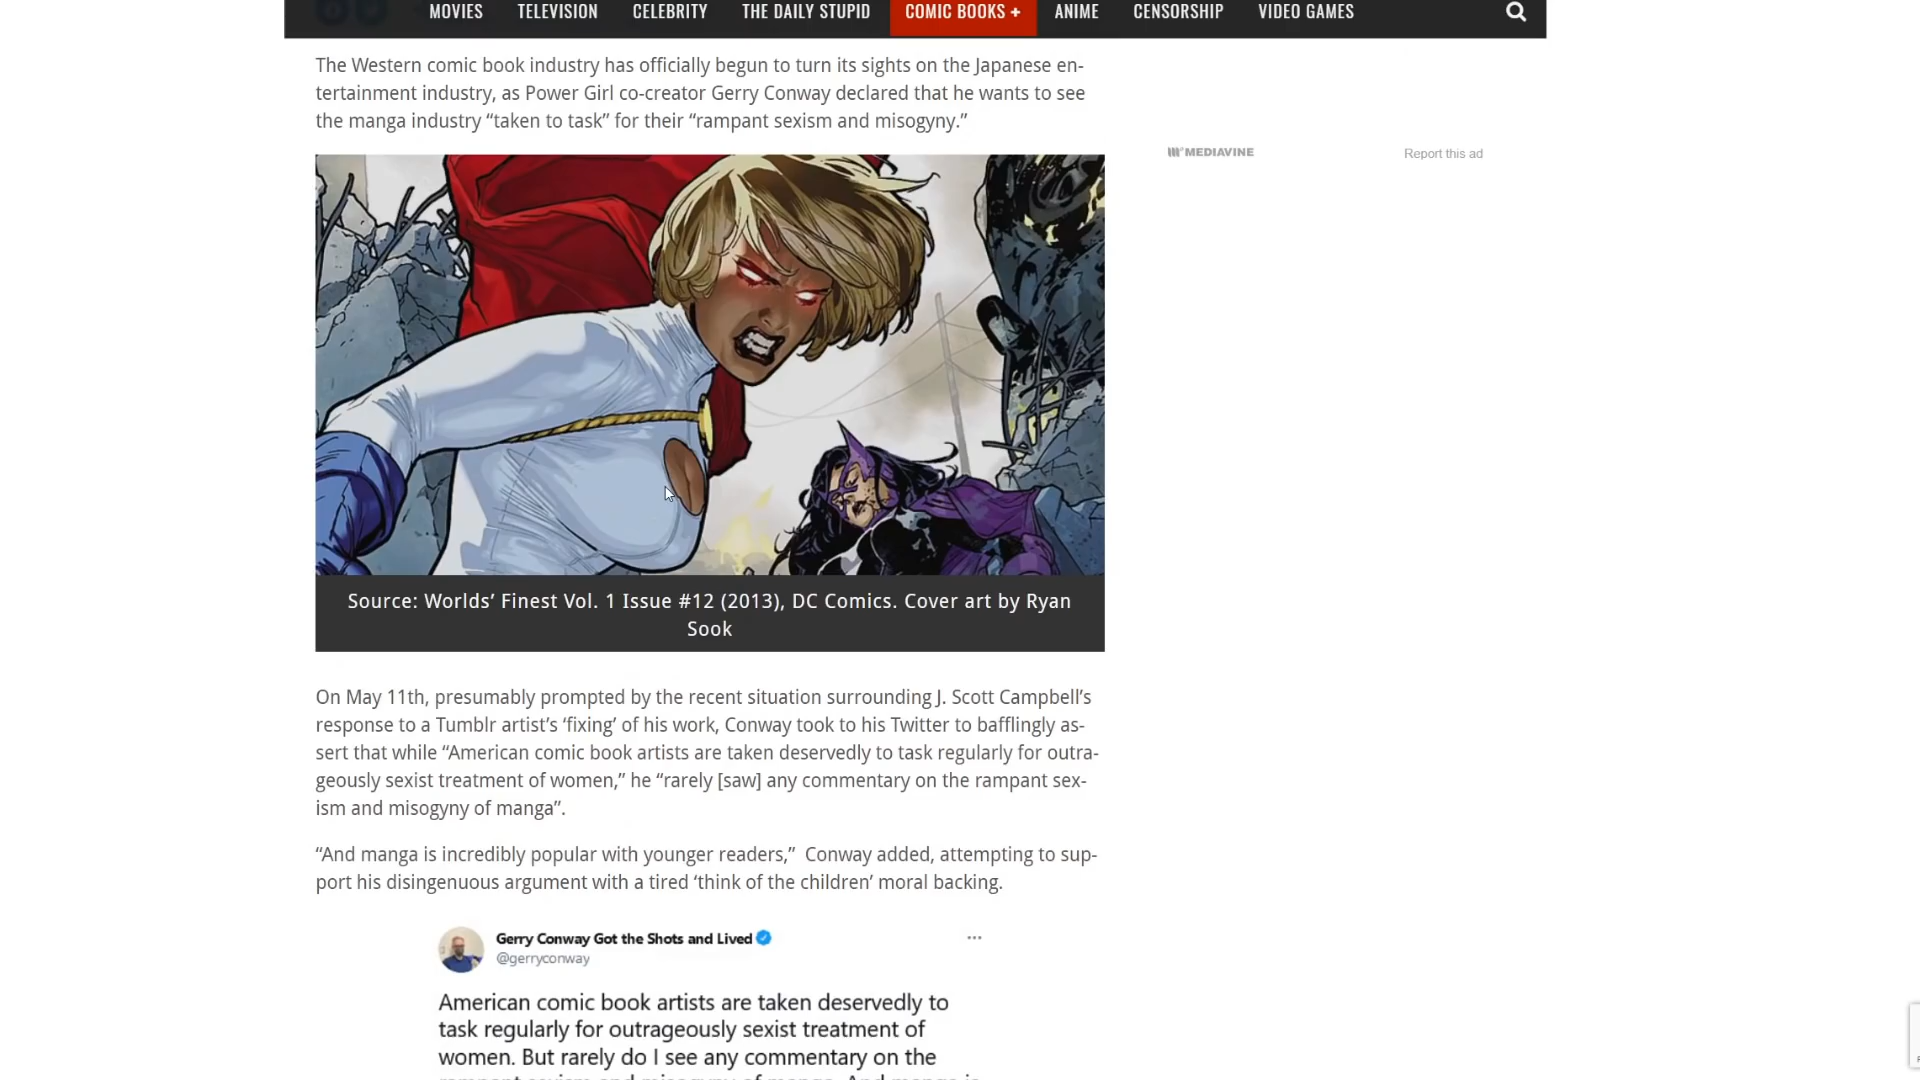 MOVIES TELEVISION CELEBRITY THE DAILY STUPID COMIC BOOKS + ANIME CENSORSHIP VIDEO GAMES
The Western comic book industry has officially begun to turn its sights on the Japanese en-
tertainment industry, as Power Girl co-creator Gerry Conway declared that he wants to see
the manga industry “taken to task” for their “rampant sexism and misogyny.”
MEDIAVINE
Report this ad
Source: Worlds’ Finest Vol. 1 Issue #12 (2013), DC Comics. Cover art by Ryan
Sook
On May 11th, presumably prompted by the recent situation surrounding J. Scott Campbell’s
response to a Tumblr artist’s ‘fixing’ of his work, Conway took to his Twitter to bafflingly as-
sert that while “American comic book artists are taken deservedly to task regularly for outra-
geously sexist treatment of women,” he “rarely [saw] any commentary on the rampant sex-
ism and misogyny of manga”.
“And manga is incredibly popular with younger readers,” Conway added, attempting to sup-
port his disingenuous argument with a tired ‘think of the children’ moral backing.
Gerry Conway Got the Shots and Lived
@gerryconway
American comic book artists are taken deservedly to
task regularly for outrageously sexist treatment of
women. But rarely do I see any commentary on the